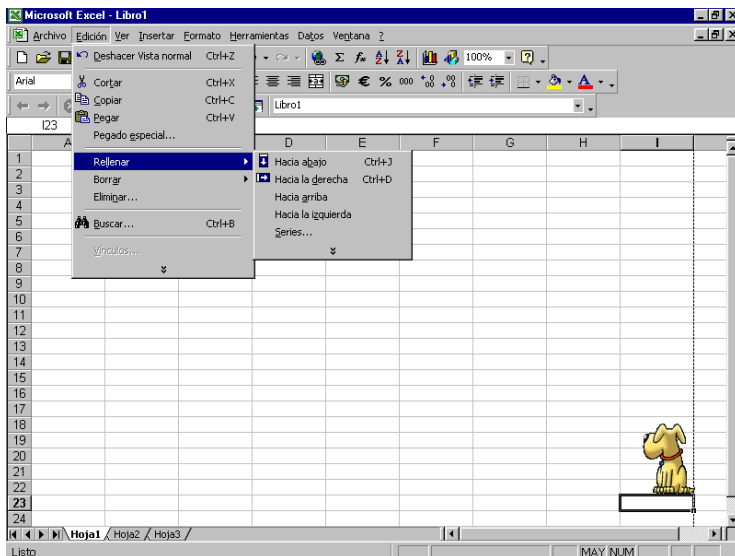 Microsoft Excel - Libro1
Archivo Edición Ver Insertar Formato Herramientas Datos Ventana ?
Deshacer Vista normal Ctrl+Z
100%
Arial
Cortar Ctrl+X
€ % 000
Copiar Ctrl+C
Libro1
Pegar Ctrl+V
I23
Pegado especial...
A D E F G H I
Rellenar
Hacia abajo Ctrl+J
Borrar
Hacia la derecha Ctrl+D
Eliminar...
Hacia arriba
Hacia la izquierda
Buscar... Ctrl+B
Series...
Vínculos...
1
2
3
4
5
6
7
8
9
10
11
12
13
14
15
16
17
18
19
20
21
22
23
24
Hoja1 Hoja2 Hoja3
Listo MAY NUM